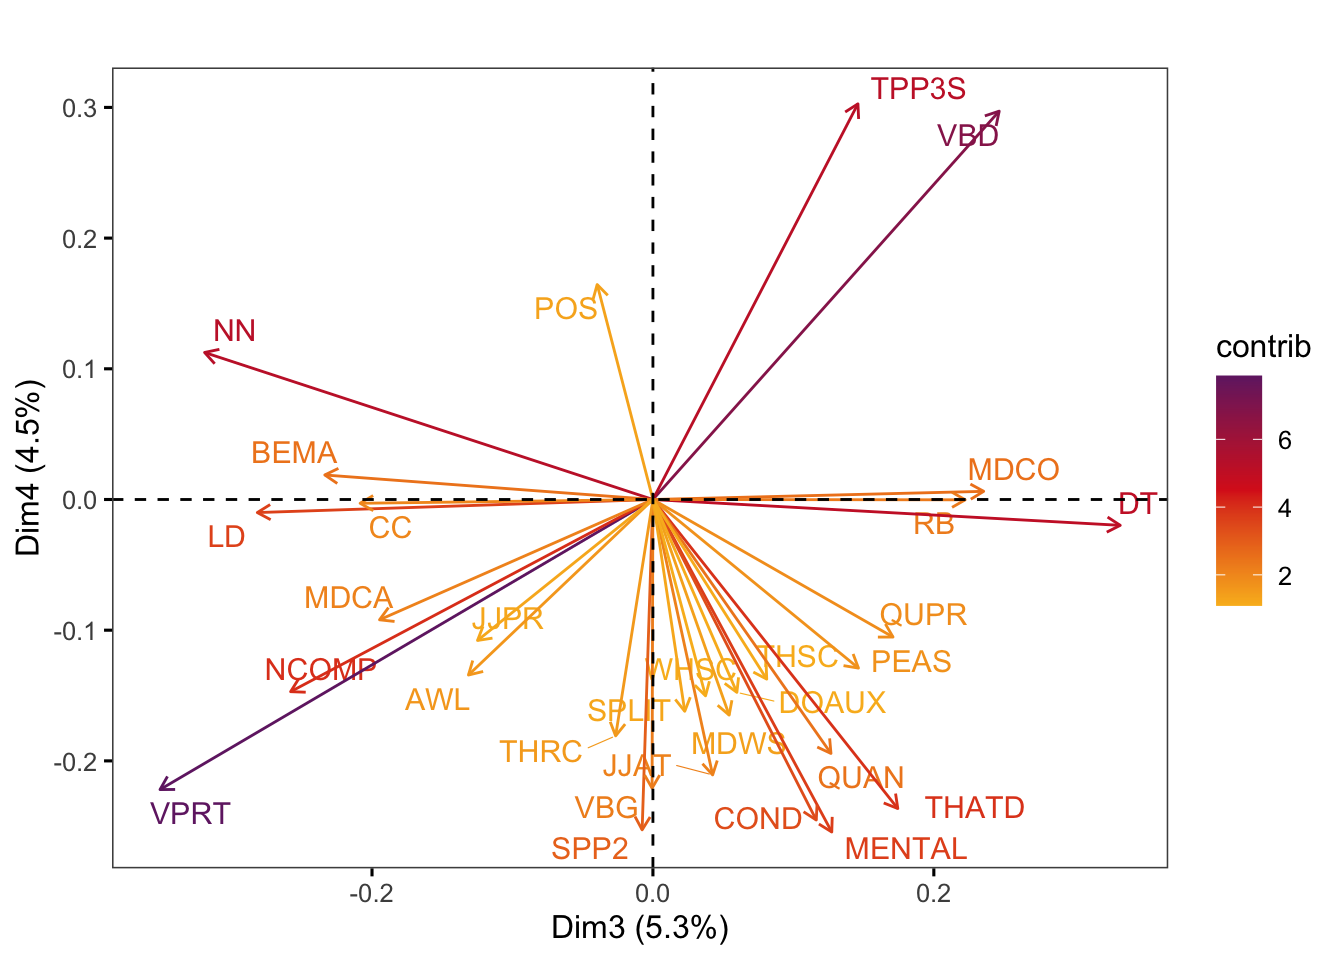 TPP3S
0.3
VBD
0.2
POS
NN
contrib
0.1
BEMA
6
MDCO
Dim4 (4.5%)
0.0
DT
LD
CC
RB
4
2
MDCA
JJPR
QUPR
-0.1
NCOMP
WHSC
THSC
PEAS
AWL
SPLIT
DOAUX
THRC
MDWS
-0.2
JJAT
QUAN
VPRT
VBG
COND
THATD
SPP2
MENTAL
-0.2
0.0
0.2
Dim3 (5.3%)